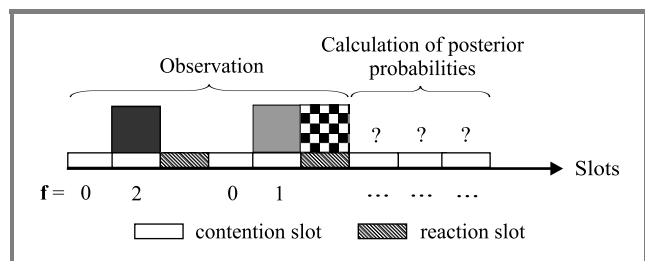 Calculation of posterior
probabilities
Observation
? ? ?
Slots
f = 0 2 0 1 ... ... ...
contention slot reaction slot